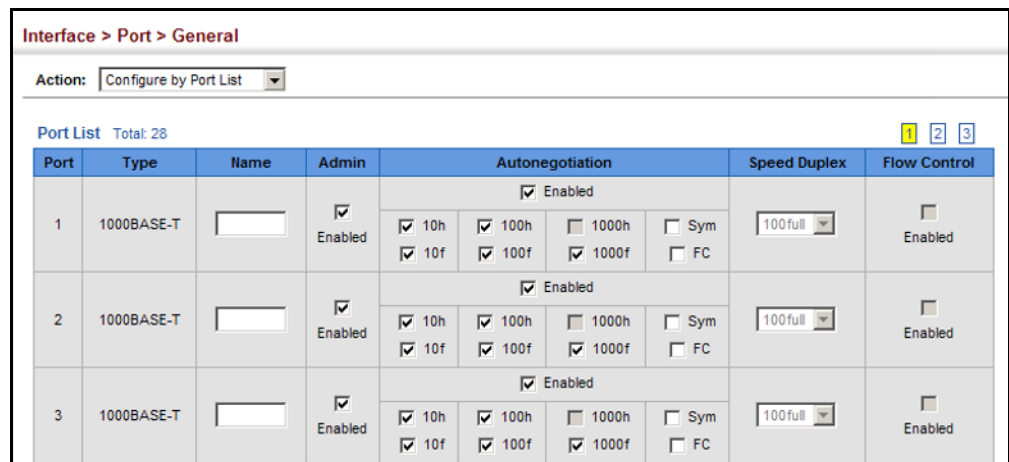 Interface > Port > General
Action: Configure by Port List
Port List Total: 28 1 2 3
Port Type Name Admin Autonegotiation Speed Duplex Flow Control
Enabled
1 1000BASE-T Enabled 10h 100h 1000h Sym 100full Enabled
10f 100f 1000f FC
Enabled
2 1000BASE-T Enabled 10h 100h 1000h Sym 100full Enabled
10f 100f 1000f FC
Enabled
3 1000BASE-T Enabled 10h 100h 1000h Sym 100full Enabled
10f 100f 1000f FC